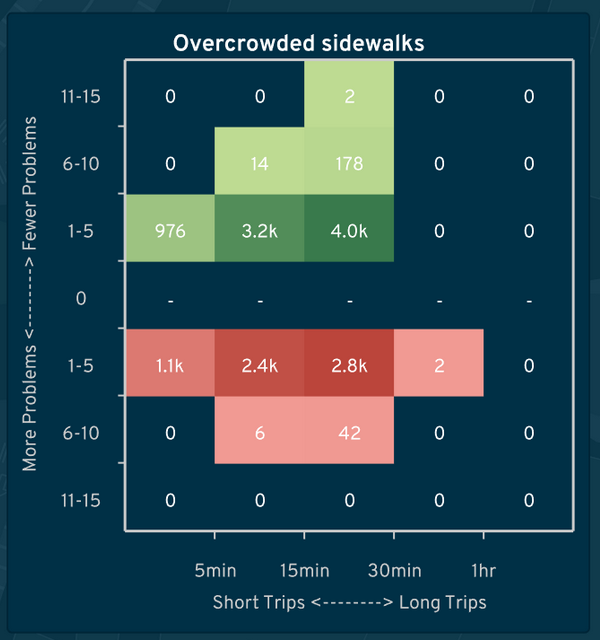 Overcrowded sidewalks
More Problems <--------> Fewer Problems
11-15 0 0 2 0 0
6-10 0 14 178 0 0
1-5 976 3.2k 4.0k 0 0
0 - - - - -
1-5 1.1k 2.4k 2.8k 2 0
6-10 0 6 42 0 0
11-15 0 0 0 0 0
5min 15min 30min 1hr
Short Trips <--------> Long Trips